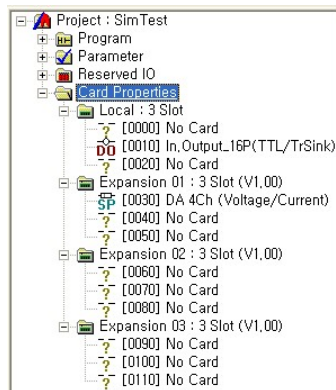 Project : SimTest
Program
Parameter
Reserved IO
Card Properties
Local : 3 Slot
[0000] No Card
DO [0010] In,Output_16P(TTL/TrSink)
[0020] No Card
Expansion 01 : 3 Slot (V1,00)
SP [0030] DA 4Ch (Voltage/Current)
[0040] No Card
[0050] No Card
Expansion 02 : 3 Slot (V1,00)
[0060] No Card
[0070] No Card
[0080] No Card
Expansion 03 : 3 Slot (V1,00)
[0090] No Card
[0100] No Card
[0110] No Card